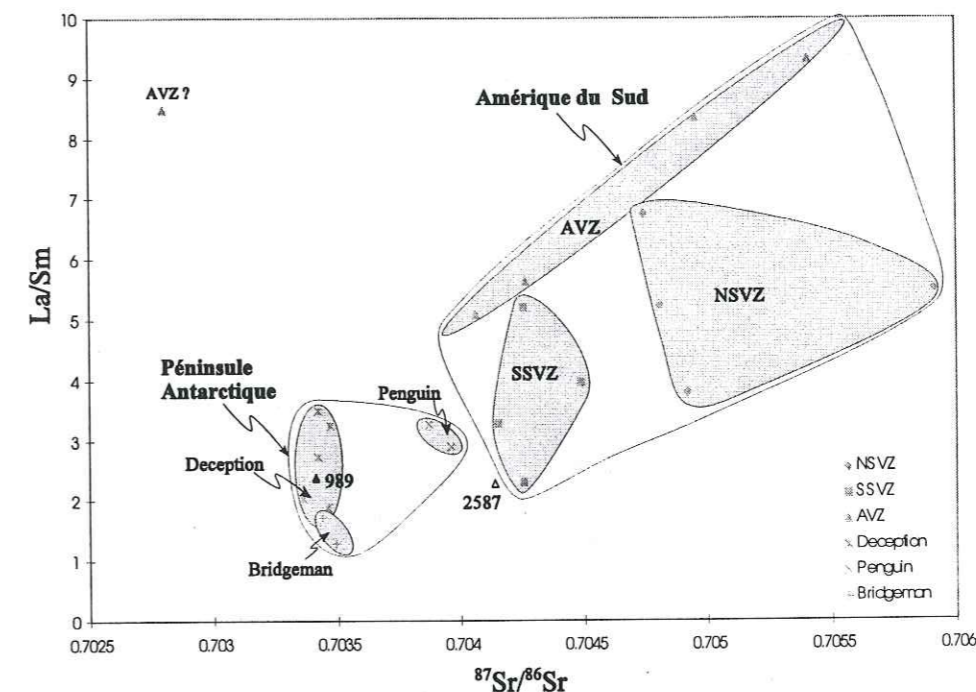 10
9
8
7
6
5
4
3
2
1
0
La/Sm
AVZ ?
Amérique du Sud
AVZ
NSVZ
SSVZ
Péninsule
Antarctique
Penguin
Deception
989
2587
Bridgeman
NSVZ
SSVZ
AVZ
Deception
Penguin
Bridgeman
0.7025
0.703
0.7035
0.704
0.7045
0.705
0.7055
0.706
⁸⁷Sr/⁸⁶Sr